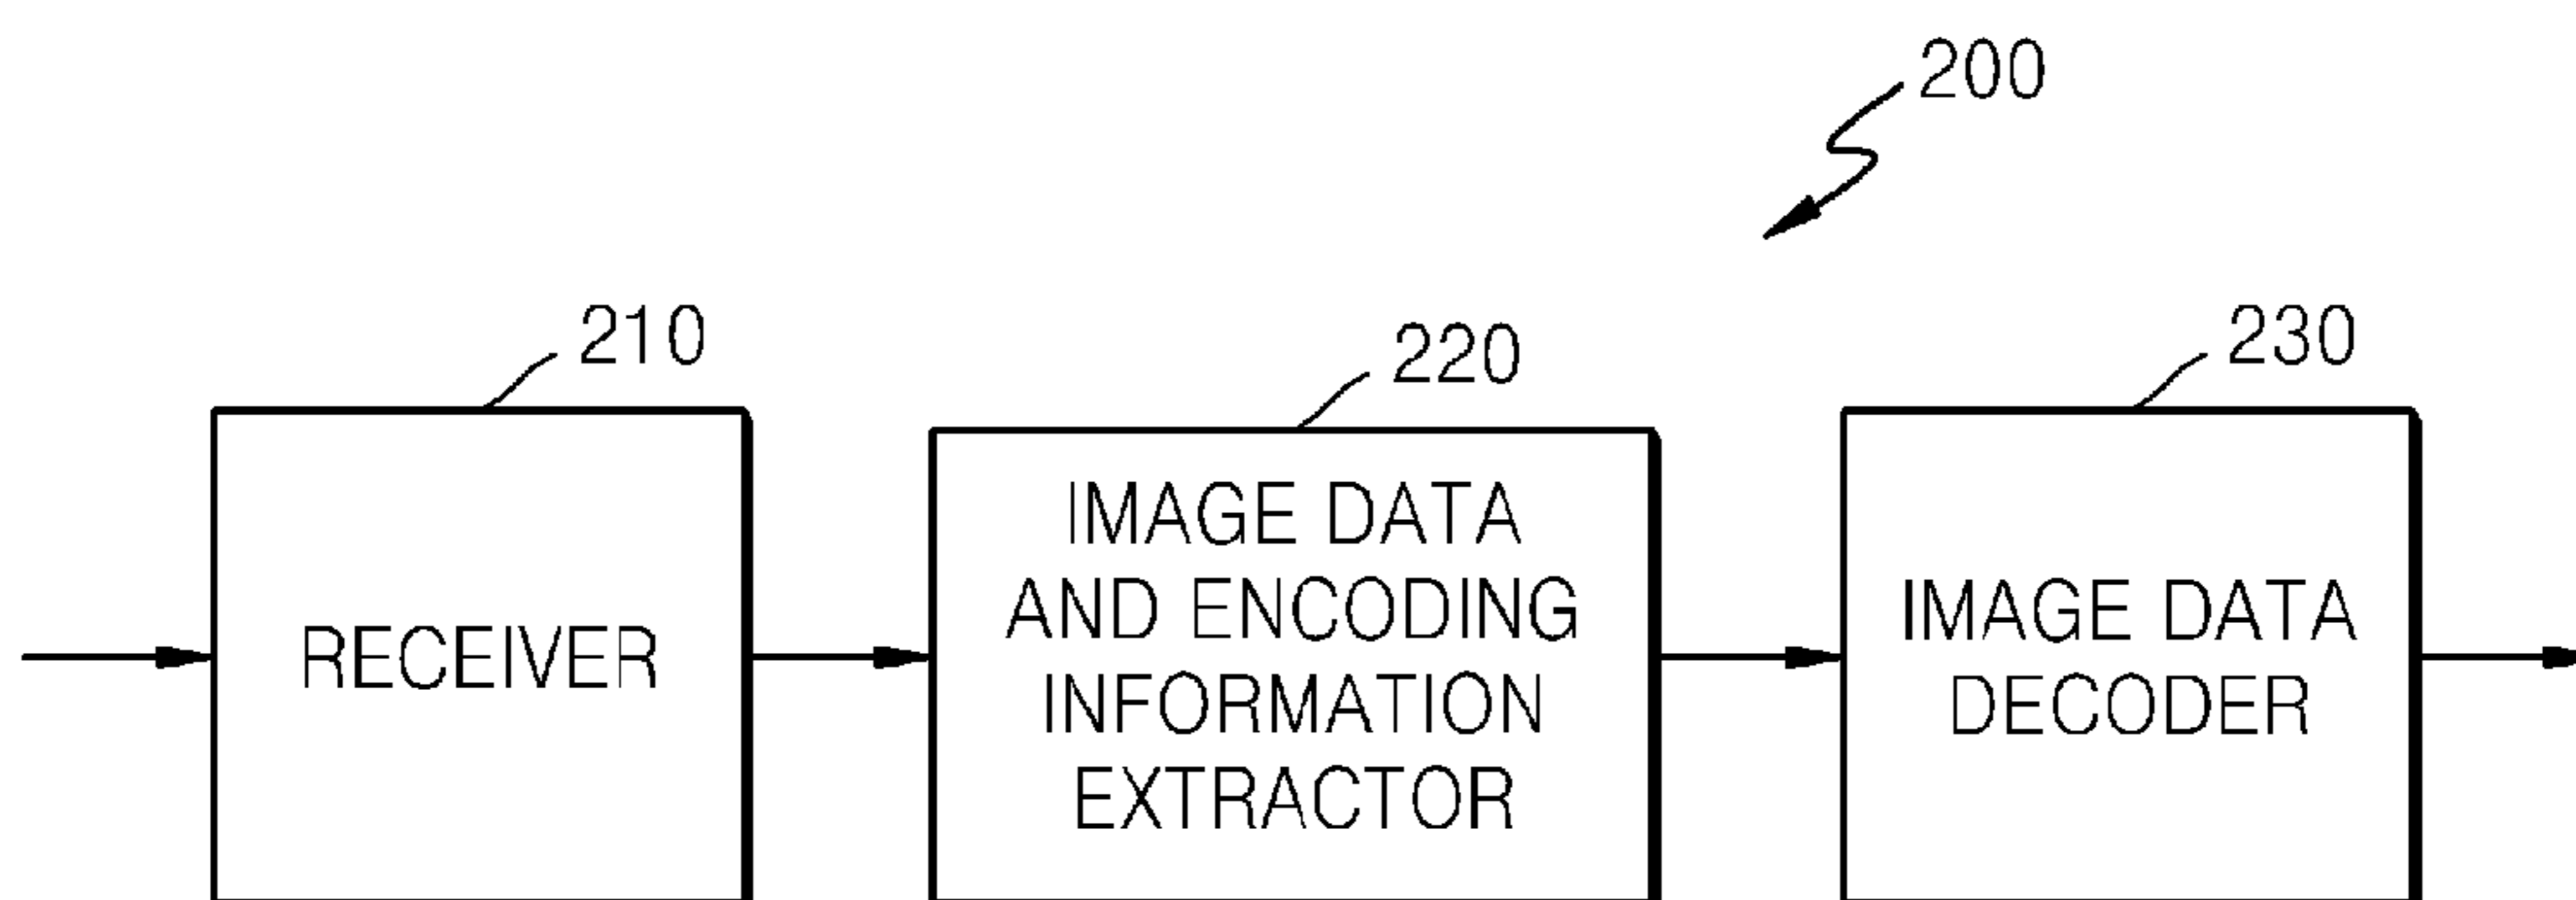 200
210
220
230
RECEIVER
IMAGE DATA
AND ENCODING
INFORMATION
EXTRACTOR
IMAGE DATA
DECODER